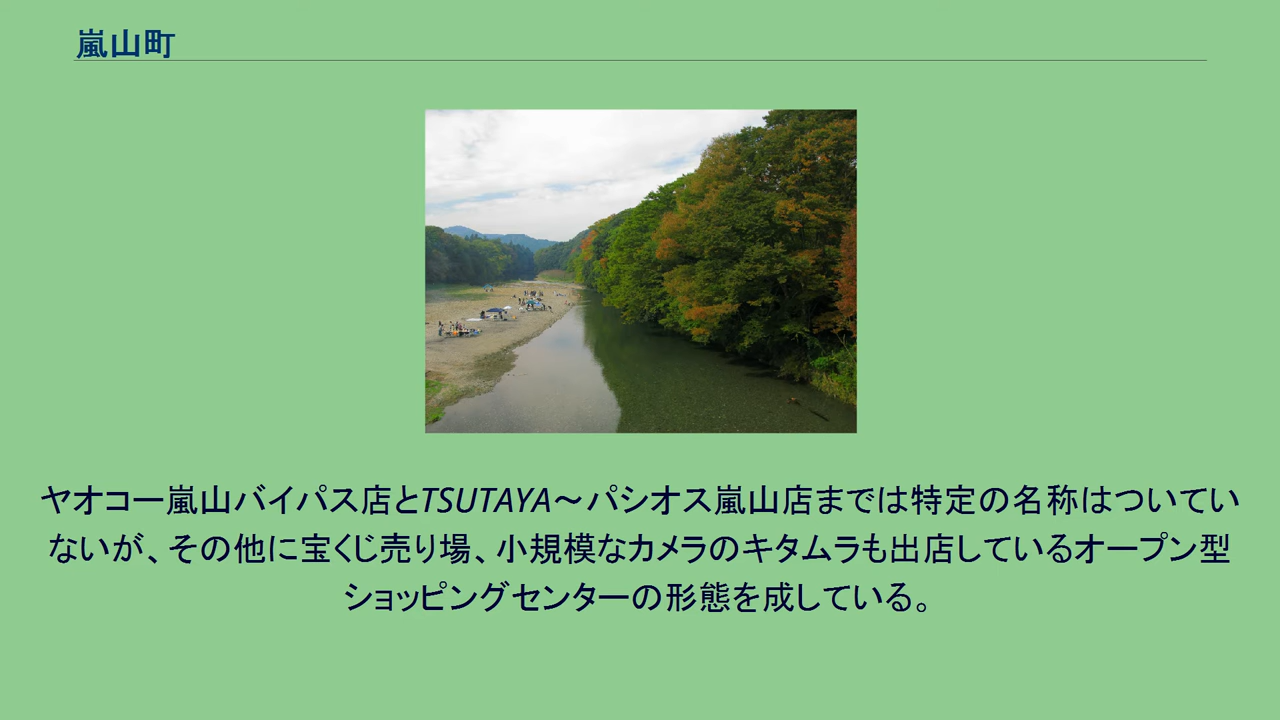 嵐山町
ヤオコー嵐山バイパス店とTSUTAYA～パシオス嵐山店までは特定の名称はついてい
ないが、その他に宝くじ売り場、小規模なカメラのキタムラも出店しているオープン型
ショッピングセンターの形態を成している。